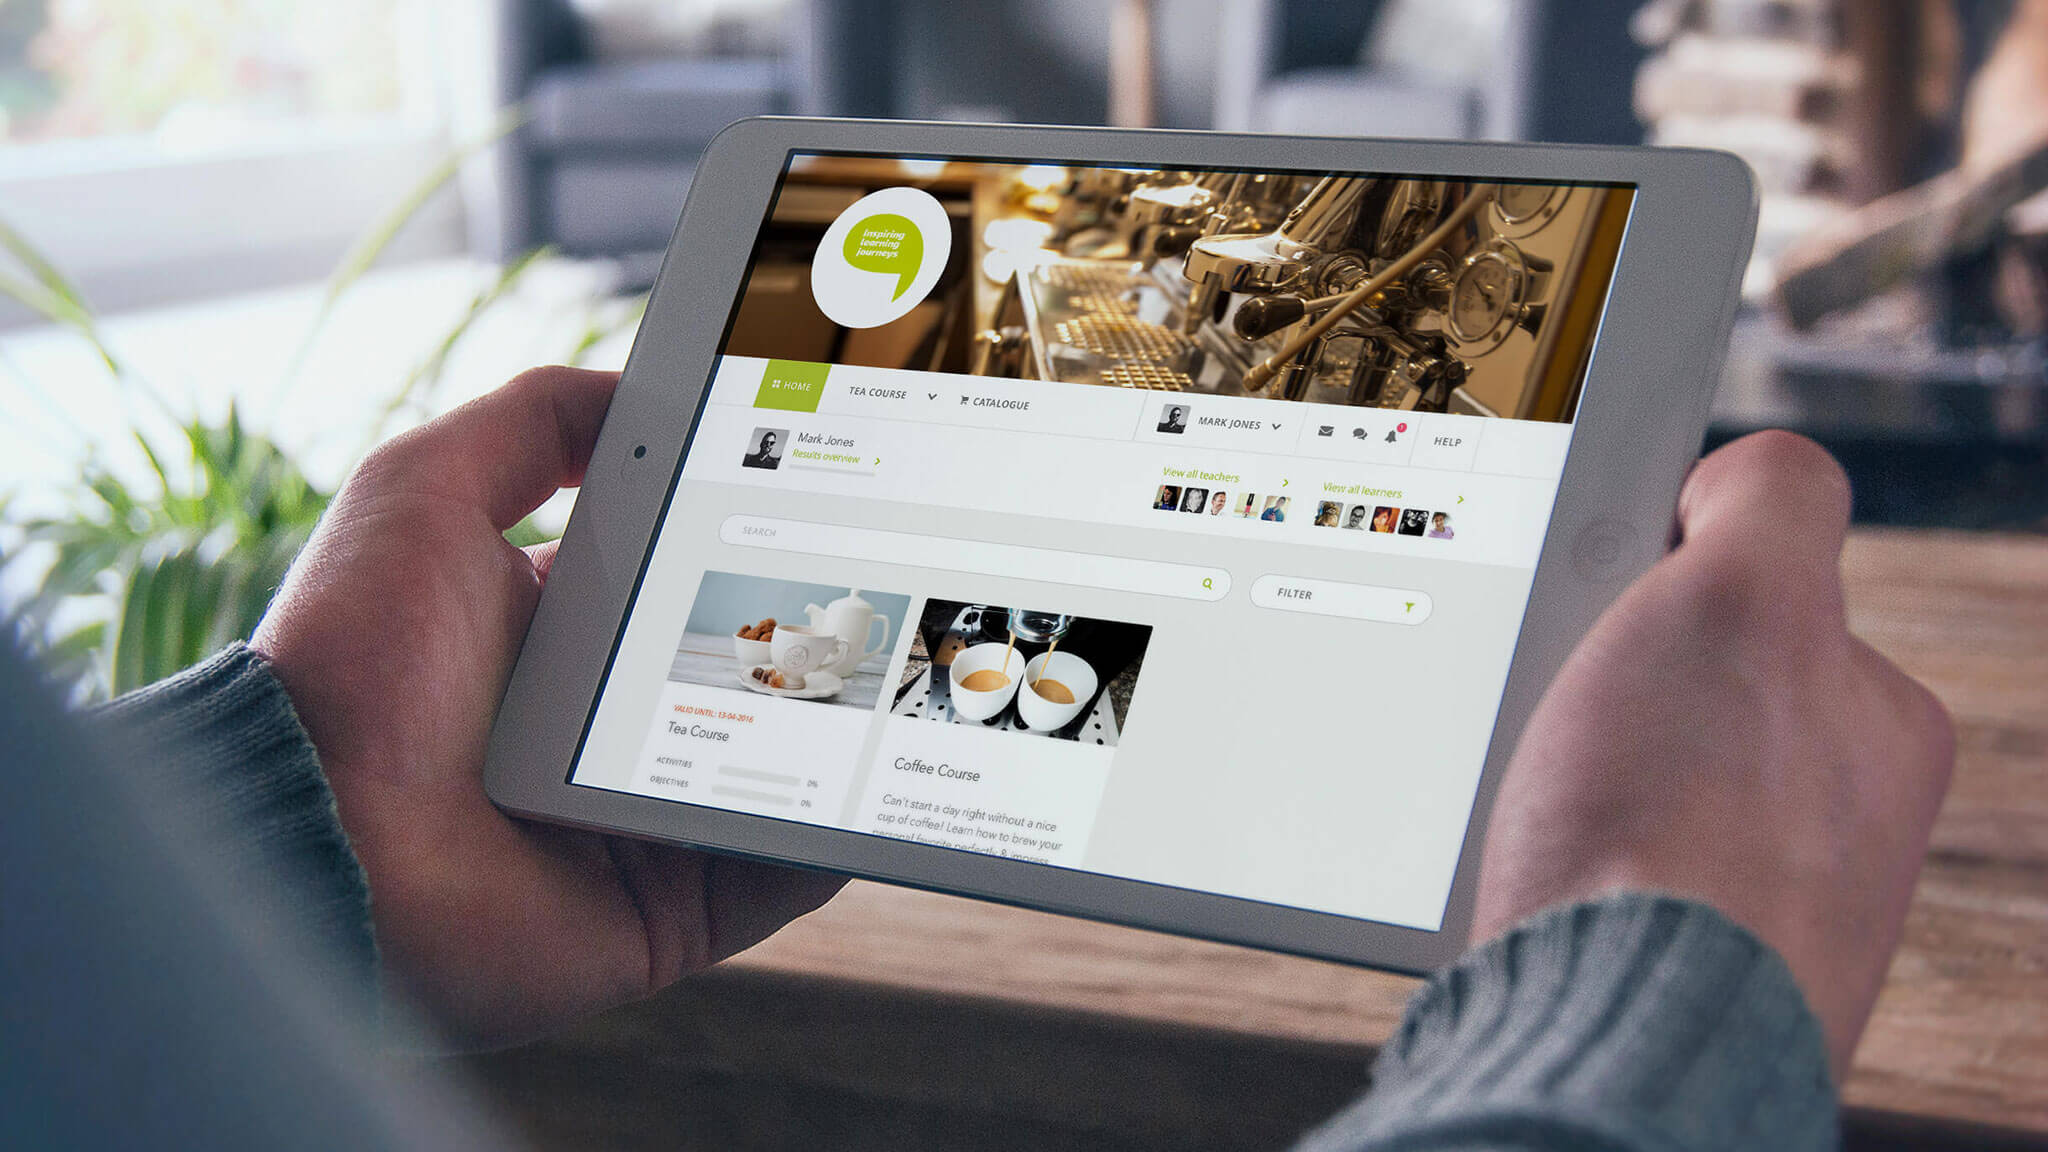 Inspiring
learning
journeys
HOME
TEA COURSE
CATALOGUE
MARK JONES
1
HELP
Mark Jones
Results overview
View all teachers
View all learners
SEARCH
FILTER
VALID UNTIL: 13-04-2016
Tea Course
ACTIVITIES
0%
OBJECTIVES
0%
Coffee Course
Can't start a day right without a nice
cup of coffee! Learn how to brew your
personal favorite perfectly & impress